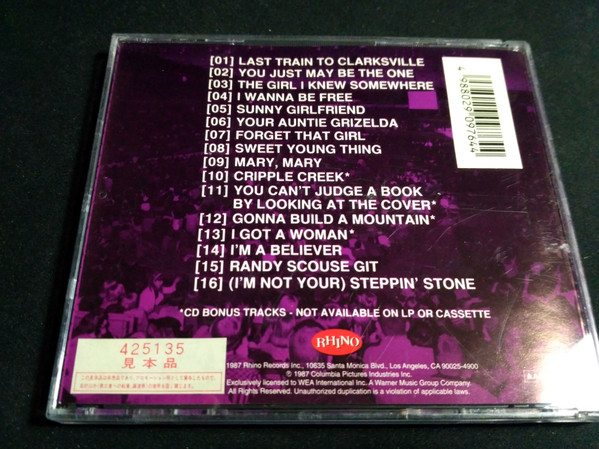 [01] LAST TRAIN TO CLARKSVILLE
[02] YOU JUST MAY BE THE ONE
[03] THE GIRL I KNEW SOMEWHERE
[04] I WANNA BE FREE
[05] SUNNY GIRLFRIEND
[06] YOUR AUNTIE GRIZELDA
[07] FORGET THAT GIRL
[08] SWEET YOUNG THING
[09] MARY, MARY
[10] CRIPPLE CREEK*
[11] YOU CAN'T JUDGE A BOOK
BY LOOKING AT THE COVER*
[12] GONNA BUILD A MOUNTAIN*
[13] I GOT A WOMAN*
[14] I'M A BELIEVER
[15] RANDY SCOUSE GIT
[16] (I'M NOT YOUR) STEPPIN' STONE
*CD BONUS TRACKS - NOT AVAILABLE ON LP OR CASSETTE
4 988029 097644
RHINO
425135
見本品
1987 Rhino Records Inc., 10635 Santa Monica Blvd., Los Angeles, CA 90025-4900
© 1987 Columbia Pictures Industries Inc.
Exclusively licensed to WEA International Inc. A Warner Music Group Company.
All Rights Reserved. Unauthorized duplication is a violation of applicable laws.